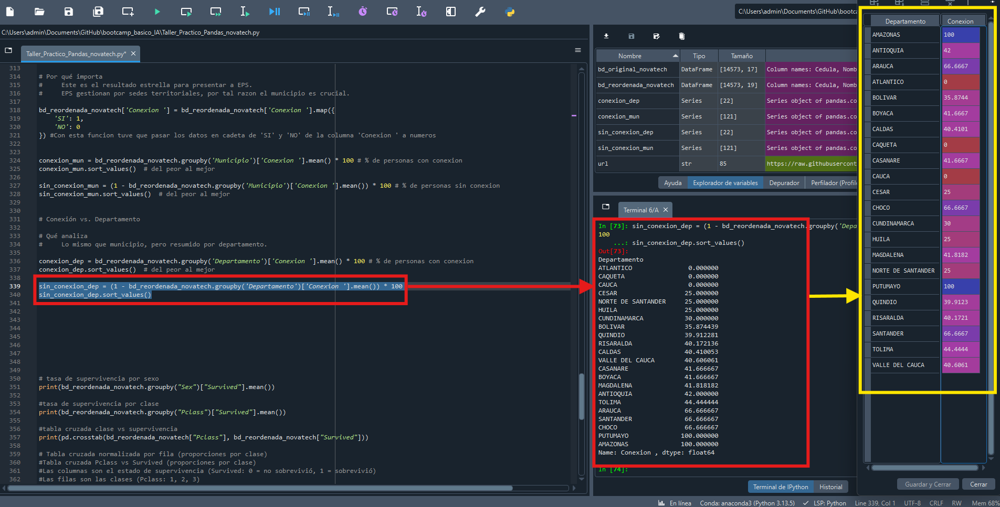 C:\Users\admin\Documents\GitHub\bootca
C:\Users\admin\Documents\GitHub\bootcamp_basico_IA\Taller_Practico_Pandas_novatech.py
Taller_Practico_Pandas_novatech.py*
313
314 # Por qué importa
315 #     Este es el resultado estrella para presentar a EPS.
316 #     EPS gestionan por sedes territoriales, por tal razon el municipio es crucial.
317
318 bd_reordenada_novatech['Conexion '] = bd_reordenada_novatech['Conexion '].map({
319     'SI': 1,
320     'NO': 0
321 }) #Con esta funcion tuve que pasar los datos en cadeta de 'SI' y 'NO' de la columna 'Conexion ' a numeros
322
323
324 conexion_mun = bd_reordenada_novatech.groupby('Municipio')['Conexion '].mean() * 100 # % de personas con conexion
325 conexion_mun.sort_values()  # del peor al mejor
326
327 sin_conexion_mun = (1 - bd_reordenada_novatech.groupby('Municipio')['Conexion '].mean()) * 100 # % de personas sin conexion
328 sin_conexion_mun.sort_values()  # del peor al mejor
329
330
331 # Conexión vs. Departamento
332
333 # Qué analiza
334 #     Lo mismo que municipio, pero resumido por departamento.
335
336 conexion_dep = bd_reordenada_novatech.groupby('Departamento')['Conexion '].mean() * 100 # % de personas con conexion
337 conexion_dep.sort_values()  # del peor al mejor
338
339 sin_conexion_dep = (1 - bd_reordenada_novatech.groupby('Departamento')['Conexion '].mean()) * 100
340 sin_conexion_dep.sort_values()
341
342
343
344
345
346
347
348
349
350 # tasa de supervivencia por sexo
351 print(bd_reordenada_novatech.groupby("Sex")["Survived"].mean())
352
353 #tasa de supervivencia por clase
354 print(bd_reordenada_novatech.groupby("Pclass")["Survived"].mean())
355
356 #tabla cruzada clase vs supervivencia
357 print(pd.crosstab(bd_reordenada_novatech["Pclass"], bd_reordenada_novatech["Survived"]))
358
359 # Tabla cruzada normalizada por fila (proporciones por clase)
360 #Tabla cruzada Pclass vs Survived (proporciones por clase)
361 #Las columnas son el estado de supervivencia (Survived: 0 = no sobrevivió, 1 = sobrevivió)
362 #Las filas son las clases (Pclass: 1, 2, 3)
Nombre Tipo Tamaño
bd_original_novatech DataFrame [14573, 17] Column names: Cedula, Nomb
bd_reordenada_novatech DataFrame [14573, 19] Column names: Cedula, Nomb
conexion_dep Series [22] Series object of pandas.co
conexion_mun Series [121] Series object of pandas.co
sin_conexion_dep Series [22] Series object of pandas.co
sin_conexion_mun Series [121] Series object of pandas.co
url str 85 https://raw.githubusercont
Ayuda Explorador de variables Depurador Perfilador (Profile
Terminal 6/A
In [73]: sin_conexion_dep = (1 - bd_reordenada_novatech.groupby('Depa
100
...: sin_conexion_dep.sort_values()
Out[73]:
Departamento
ATLANTICO 0.000000
CAQUETA 0.000000
CAUCA 0.000000
CESAR 25.000000
NORTE DE SANTANDER 25.000000
HUILA 25.000000
CUNDINAMARCA 30.000000
BOLIVAR 35.874439
QUINDIO 39.912281
RISARALDA 40.172136
CALDAS 40.410053
VALLE DEL CAUCA 40.606061
CASANARE 41.666667
BOYACA 41.666667
MAGDALENA 41.818182
ANTIOQUIA 42.000000
TOLIMA 44.444444
ARAUCA 66.666667
SANTANDER 66.666667
CHOCO 66.666667
PUTUMAYO 100.000000
AMAZONAS 100.000000
Name: Conexion , dtype: float64
In [74]:
Terminal de IPython Historial
Departamento Conexion
AMAZONAS 100
ANTIOQUIA 42
ARAUCA 66.6667
ATLANTICO 0
BOLIVAR 35.8744
BOYACA 41.6667
CALDAS 40.4101
CAQUETA 0
CASANARE 41.6667
CAUCA 0
CESAR 25
CHOCO 66.6667
CUNDINAMARCA 30
HUILA 25
MAGDALENA 41.8182
NORTE DE SANTANDER 25
PUTUMAYO 100
QUINDIO 39.9123
RISARALDA 40.1721
SANTANDER 66.6667
TOLIMA 44.4444
VALLE DEL CAUCA 40.6061
Guardar y Cerrar Cerrar
En línea Conda: anaconda3 (Python 3.13.5) LSP: Python Line 339, Col 1 UTF-8 CRLF RW Mem 68%